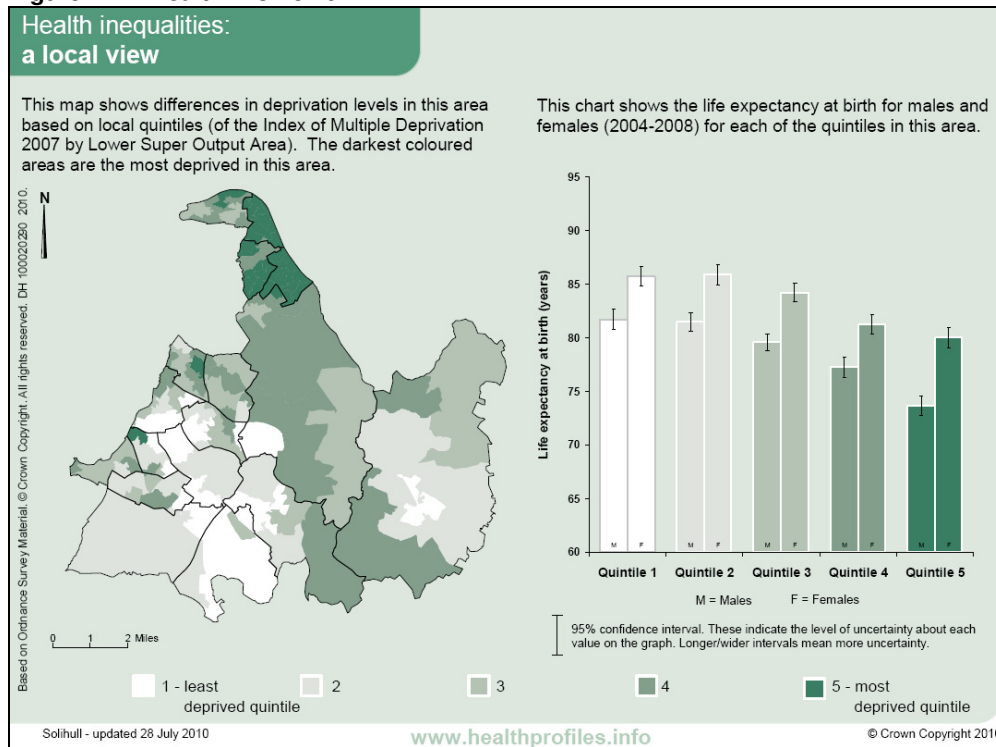 Health inequalities:
a local view
This map shows differences in deprivation levels in this area
based on local quintiles (of the Index of Multiple Deprivation
2007 by Lower Super Output Area). The darkest coloured
areas are the most deprived in this area.
Based on Ordnance Survey Material. © Crown Copyright. All rights reserved. DH 100020290 2010.
N
0 1 2 Miles
This chart shows the life expectancy at birth for males and
females (2004-2008) for each of the quintiles in this area.
Life expectancy at birth (years)
95
90
85
80
75
70
65
60
M F M F M F M F M F
Quintile 1 Quintile 2 Quintile 3 Quintile 4 Quintile 5
M = Males F = Females
95% confidence interval. These indicate the level of uncertainty about each
value on the graph. Longer/wider intervals mean more uncertainty.
1 - least
deprived quintile
2
3
4
5 - most
deprived quintile
Solihull - updated 28 July 2010
www.healthprofiles.info
© Crown Copyright 2010